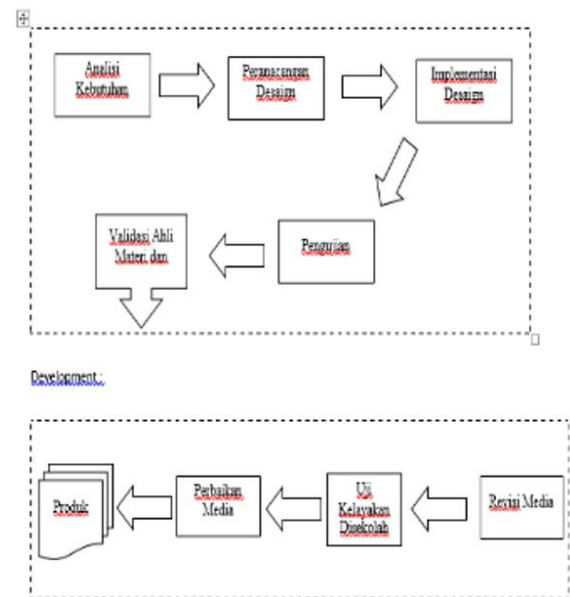 Analisi
Kebutuhan
Peranacangan
Desaign
Implementasi
Desaign
Pengujian
Validasi Ahli
Materi dan
Development :
Revisi Media
Uji
Kelayakan
Disekolah
Perbaikan
Media
Produk